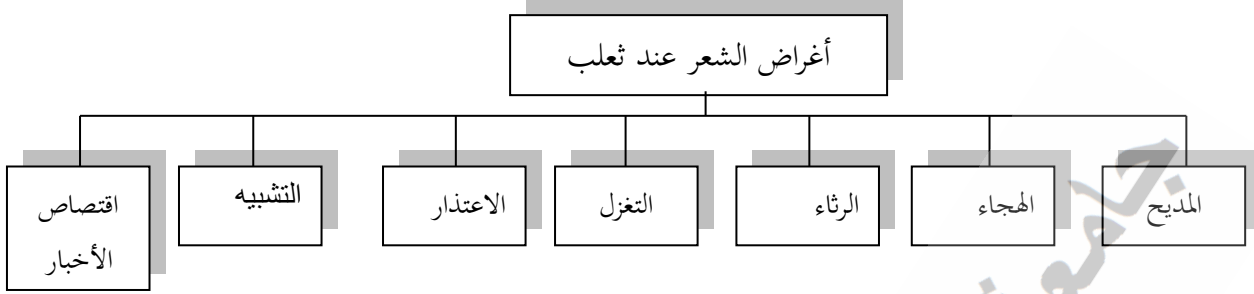 أغراض الشعر عند ثعلب
المديح
الهجاء
الرثاء
التغزل
الاعتذار
التشبيه
اقتصاص
الأخبار